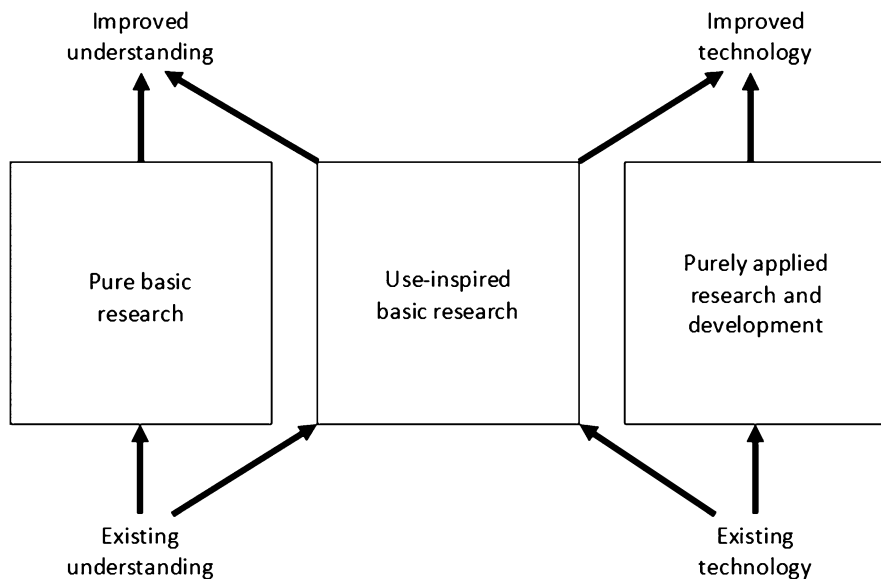 Improved
understanding
Improved
technology
Pure basic
research
Use-inspired
basic research
Purely applied
research and
development
Existing
understanding
Existing
technology